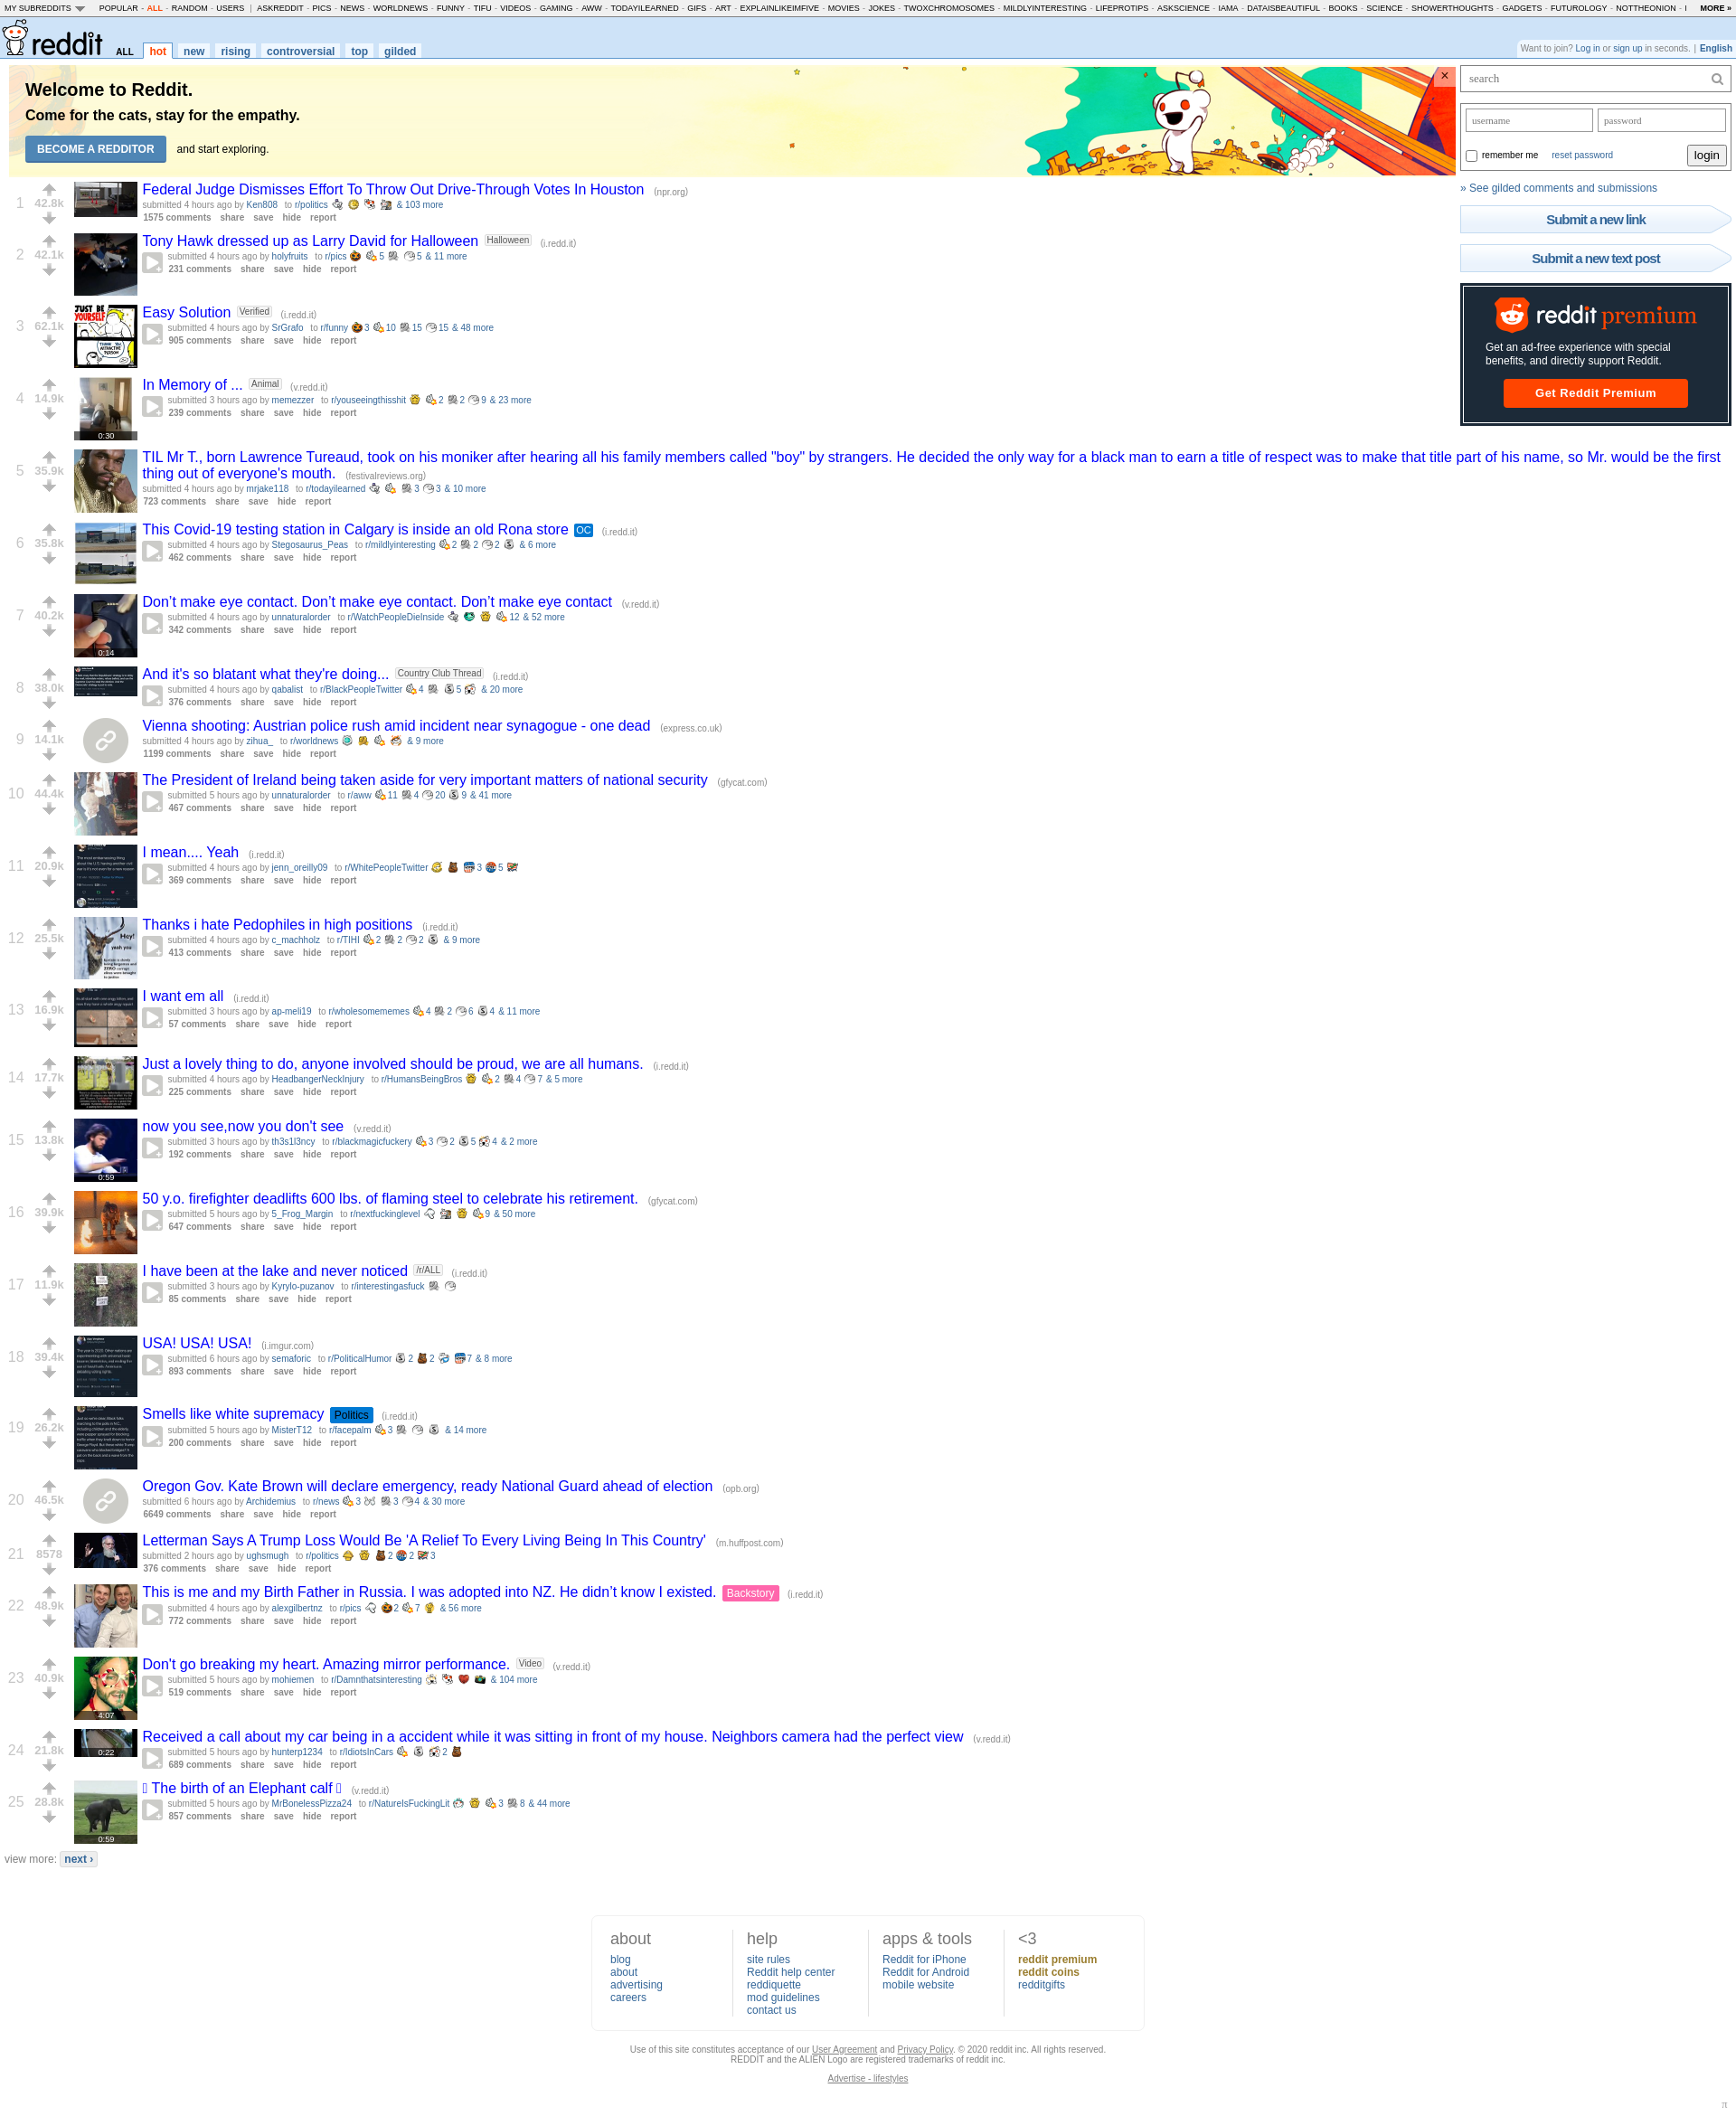 MY SUBREDDITS POPULAR - ALL - RANDOM - USERS | ASKREDDIT - PICS - NEWS - WORLDNEWS - FUNNY - TIFU - VIDEOS - GAMING - AWW - TODAYILEARNED - GIFS - ART - EXPLAINLIKEIMFIVE - MOVIES - JOKES - TWOXCHROMOSOMES - MILDLYINTERESTING - LIFEPROTIPS - ASKSCIENCE - IAMA - DATAISBEAUTIFUL - BOOKS - SCIENCE - SHOWERTHOUGHTS - GADGETS - FUTUROLOGY - NOTTHEONION - I MORE »
reddit ALL hot new rising controversial top gilded
Want to join? Log in or sign up in seconds. | English
Welcome to Reddit.
Come for the cats, stay for the empathy.
BECOME A REDDITOR and start exploring.
×
search
username password
remember me reset password login
» See gilded comments and submissions
Submit a new link
Submit a new text post
reddit premium
Get an ad-free experience with special
benefits, and directly support Reddit.
Get Reddit Premium
1 42.8k Federal Judge Dismisses Effort To Throw Out Drive-Through Votes In Houston (npr.org)
submitted 4 hours ago by Ken808 to r/politics & 103 more
1575 comments share save hide report
2 42.1k Tony Hawk dressed up as Larry David for Halloween Halloween (i.redd.it)
submitted 4 hours ago by holyfruits to r/pics 5 5 & 11 more
231 comments share save hide report
JUST BE YOURSELF
3 62.1k Easy Solution Verified (i.redd.it)
submitted 4 hours ago by SrGrafo to r/funny 3 10 15 15 & 48 more
905 comments share save hide report
4 14.9k In Memory of ... Animal (v.redd.it)
submitted 3 hours ago by memezzer to r/youseeingthisshit 2 2 9 & 23 more
239 comments share save hide report
0:30
5 35.9k TIL Mr T., born Lawrence Tureaud, took on his moniker after hearing all his family members called "boy" by strangers. He decided the only way for a black man to earn a title of respect was to make that title part of his name, so Mr. would be the first
thing out of everyone's mouth. (festivalreviews.org)
submitted 4 hours ago by mrjake118 to r/todayilearned 3 3 & 10 more
723 comments share save hide report
6 35.8k This Covid-19 testing station in Calgary is inside an old Rona store OC (i.redd.it)
submitted 4 hours ago by Stegosaurus_Peas to r/mildlyinteresting 2 2 2 & 6 more
462 comments share save hide report
7 40.2k Don’t make eye contact. Don’t make eye contact. Don’t make eye contact (v.redd.it)
submitted 4 hours ago by unnaturalorder to r/WatchPeopleDieInside 12 & 52 more
342 comments share save hide report
0:14
8 38.0k And it's so blatant what they're doing... Country Club Thread (i.redd.it)
submitted 4 hours ago by qabalist to r/BlackPeopleTwitter 4 5 & 20 more
376 comments share save hide report
9 14.1k Vienna shooting: Austrian police rush amid incident near synagogue - one dead (express.co.uk)
submitted 4 hours ago by zihua_ to r/worldnews & 9 more
1199 comments share save hide report
10 44.4k The President of Ireland being taken aside for very important matters of national security (gfycat.com)
submitted 5 hours ago by unnaturalorder to r/aww 11 4 20 9 & 41 more
467 comments share save hide report
11 20.9k I mean.... Yeah (i.redd.it)
submitted 4 hours ago by jenn_oreilly09 to r/WhitePeopleTwitter 3 5
369 comments share save hide report
12 25.5k Thanks i hate Pedophiles in high positions (i.redd.it)
submitted 4 hours ago by c_machholz to r/TIHI 2 2 2 & 9 more
413 comments share save hide report
Hey!
yeah you
13 16.9k I want em all (i.redd.it)
submitted 3 hours ago by ap-meli19 to r/wholesomememes 4 2 6 4 & 11 more
57 comments share save hide report
14 17.7k Just a lovely thing to do, anyone involved should be proud, we are all humans. (i.redd.it)
submitted 4 hours ago by HeadbangerNeckInjury to r/HumansBeingBros 2 4 7 & 5 more
225 comments share save hide report
15 13.8k now you see,now you don't see (v.redd.it)
submitted 3 hours ago by th3s1l3ncy to r/blackmagicfuckery 3 2 5 4 & 2 more
192 comments share save hide report
0:59
16 39.9k 50 y.o. firefighter deadlifts 600 lbs. of flaming steel to celebrate his retirement. (gfycat.com)
submitted 5 hours ago by 5_Frog_Margin to r/nextfuckinglevel 9 & 50 more
647 comments share save hide report
17 11.9k I have been at the lake and never noticed /r/ALL (i.redd.it)
submitted 3 hours ago by Kyrylo-puzanov to r/interestingasfuck
85 comments share save hide report
18 39.4k USA! USA! USA! (i.imgur.com)
submitted 6 hours ago by semaforic to r/PoliticalHumor 2 2 7 & 8 more
893 comments share save hide report
19 26.2k Smells like white supremacy Politics (i.redd.it)
submitted 5 hours ago by MisterT12 to r/facepalm 3 & 14 more
200 comments share save hide report
20 46.5k Oregon Gov. Kate Brown will declare emergency, ready National Guard ahead of election (opb.org)
submitted 6 hours ago by Archidemius to r/news 3 3 4 & 30 more
6649 comments share save hide report
21 8578 Letterman Says A Trump Loss Would Be 'A Relief To Every Living Being In This Country' (m.huffpost.com)
submitted 2 hours ago by ughsmugh to r/politics 2 2 3
376 comments share save hide report
22 48.9k This is me and my Birth Father in Russia. I was adopted into NZ. He didn’t know I existed. Backstory (i.redd.it)
submitted 4 hours ago by alexgilbertnz to r/pics 2 7 & 56 more
772 comments share save hide report
23 40.9k Don't go breaking my heart. Amazing mirror performance. Video (v.redd.it)
submitted 5 hours ago by mohiemen to r/Damnthatsinteresting & 104 more
519 comments share save hide report
4:07
24 21.8k Received a call about my car being in a accident while it was sitting in front of my house. Neighbors camera had the perfect view (v.redd.it)
submitted 5 hours ago by hunterp1234 to r/IdiotsInCars 2
689 comments share save hide report
0:22
25 28.8k The birth of an Elephant calf (v.redd.it)
submitted 5 hours ago by MrBonelessPizza24 to r/NatureIsFuckingLit 3 8 & 44 more
857 comments share save hide report
0:59
view more: next ›
about
blog
about
advertising
careers
help
site rules
Reddit help center
reddiquette
mod guidelines
contact us
apps & tools
Reddit for iPhone
Reddit for Android
mobile website
<3
reddit premium
reddit coins
redditgifts
Use of this site constitutes acceptance of our User Agreement and Privacy Policy. © 2020 reddit inc. All rights reserved.
REDDIT and the ALIEN Logo are registered trademarks of reddit inc.
Advertise - lifestyles
π